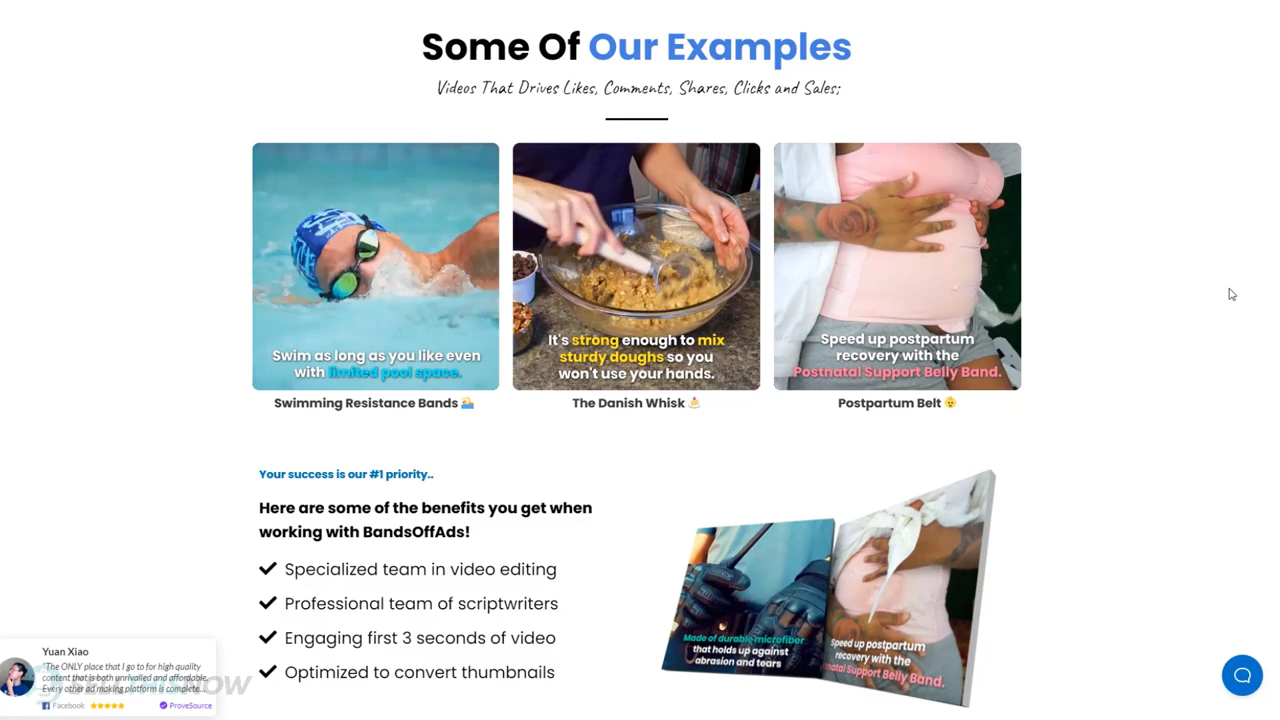 Some Of Our Examples
Videos That Drives Likes, Comments, Shares, Clicks and Sales;
Swim as long as you like even
with limited pool space.
It's strong enough to mix
sturdy doughs so you
won't use your hands.
Speed up postpartum
recovery with the
Postnatal Support Belly Band.
Swimming Resistance Bands
The Danish Whisk
Postpartum Belt
Your success is our #1 priority..
Here are some of the benefits you get when
working with BandsOffAds!
Specialized team in video editing
Professional team of scriptwriters
Engaging first 3 seconds of video
Optimized to convert thumbnails
Made of durable microfiber
that holds up against
abrasion and tears
Speed up postpartum
recovery with the
natal Support Belly Band.
Yuan Xiao
"The ONLY place that I go to for high quality
content that is both unrivalled and affordable.
Every other ad making platform is complete...
Facebook
ProveSource